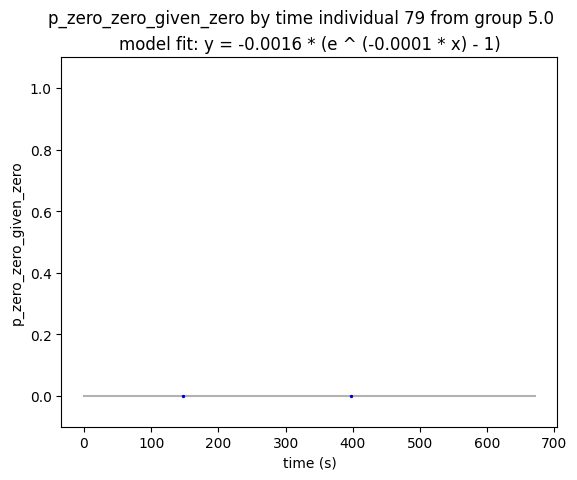 p_zero_zero_given_zero by time individual 79 from group 5.0
model fit: y = -0.0016 * (e ^ (-0.0001 * x) - 1)
p_zero_zero_given_zero
1.0
0.8
0.6
0.4
0.2
0.0
0 100 200 300 400 500 600 700
time (s)